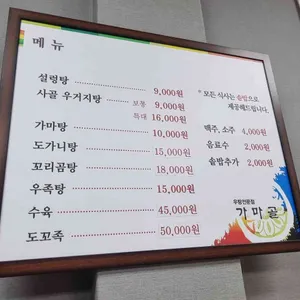 메뉴
설렁탕 9,000원
사골 우거지탕 보통 9,000원
특대 16,000원
가마탕 10,000원
도가니탕 15,000원
꼬리곰탕 18,000원
우족탕 15,000원
수육 45,000원
도꼬족 50,000원
* 모든 식사는 솥밥으로
제공해드립니다.
맥주, 소주 4,000원
음료수 2,000원
솥밥추가 2,000원
우탕전문점
가마골